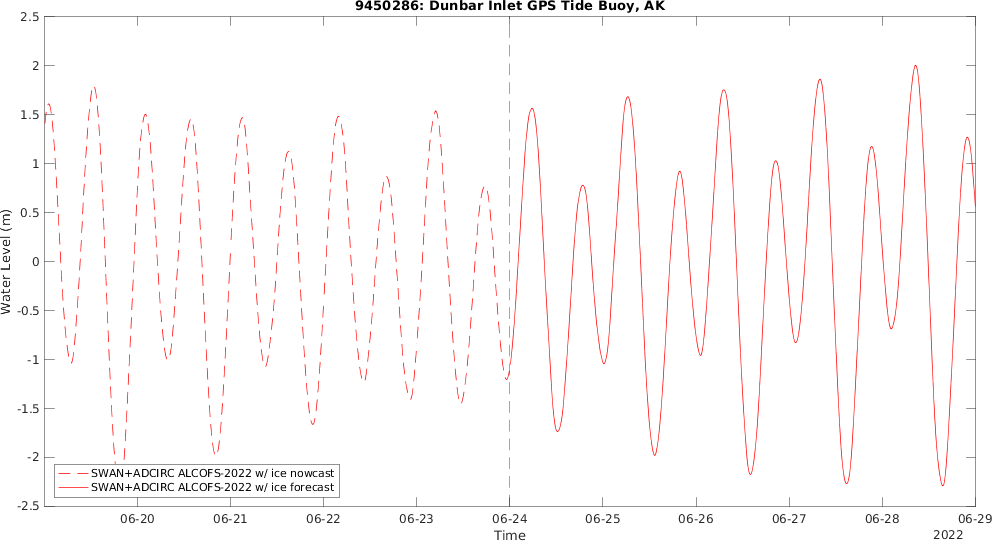 9450286: Dunbar Inlet GPS Tide Buoy, AK
2.5
2
1.5
1
0.5
0
-0.5
-1
-1.5
-2
-2.5
Water Level (m)
SWAN+ADCIRC ALCOFS-2022 w/ ice nowcast
SWAN+ADCIRC ALCOFS-2022 w/ ice forecast
06-20 06-21 06-22 06-23 06-24 06-25 06-26 06-27 06-28 06-29
Time
2022